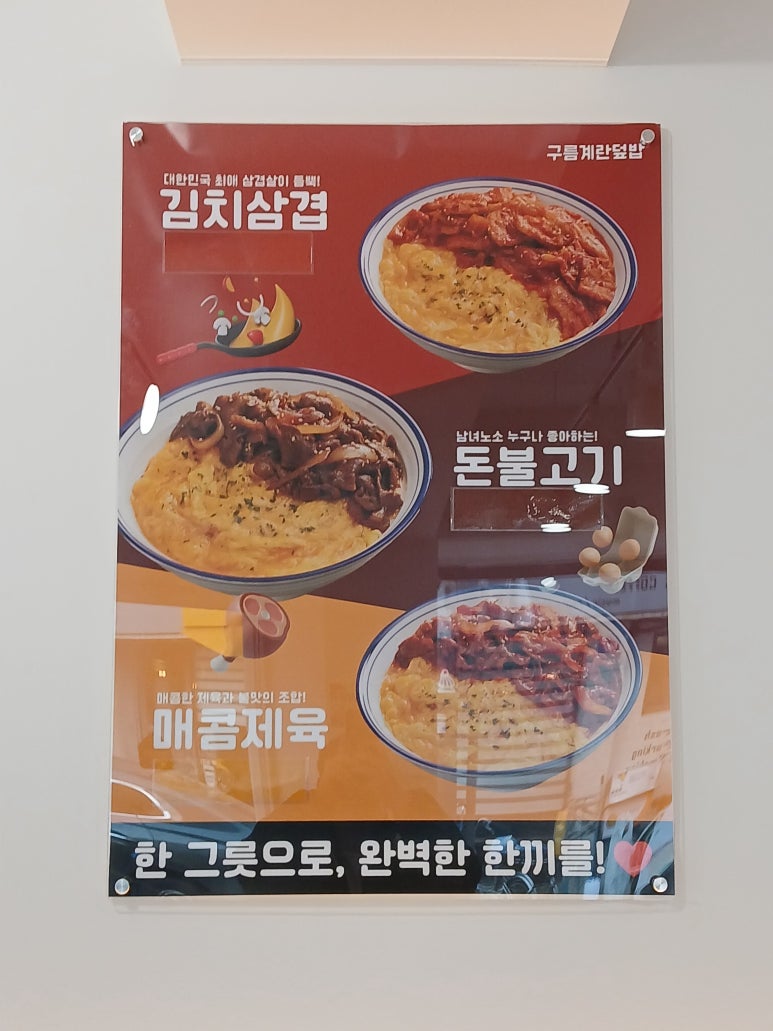 구름계란덮밥
대한민국 최애 삼겹살이 듬뿍!
김치삼겹
남녀노소 누구나 좋아하는!
돈불고기
매콤한 제육과 불맛의 조합!
매콤제육
한 그릇으로, 완벽한 한끼를!